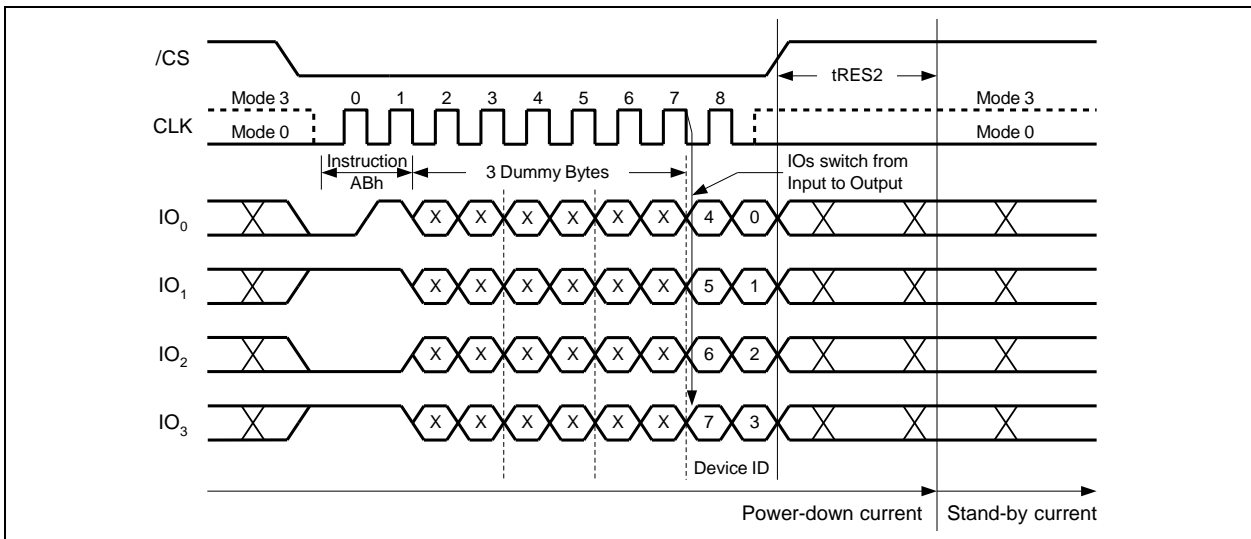 /CS
tRES2
Mode 3 0 1 2 3 4 5 6 7 8 Mode 3
CLK
Mode 0 Mode 0
Instruction
ABh
3 Dummy Bytes
IOs switch from
Input to Output
IO0 X X X X X X 4 0
IO1 X X X X X X 5 1
IO2 X X X X X X 6 2
IO3 X X X X X X 7 3
Device ID
Power-down current Stand-by current